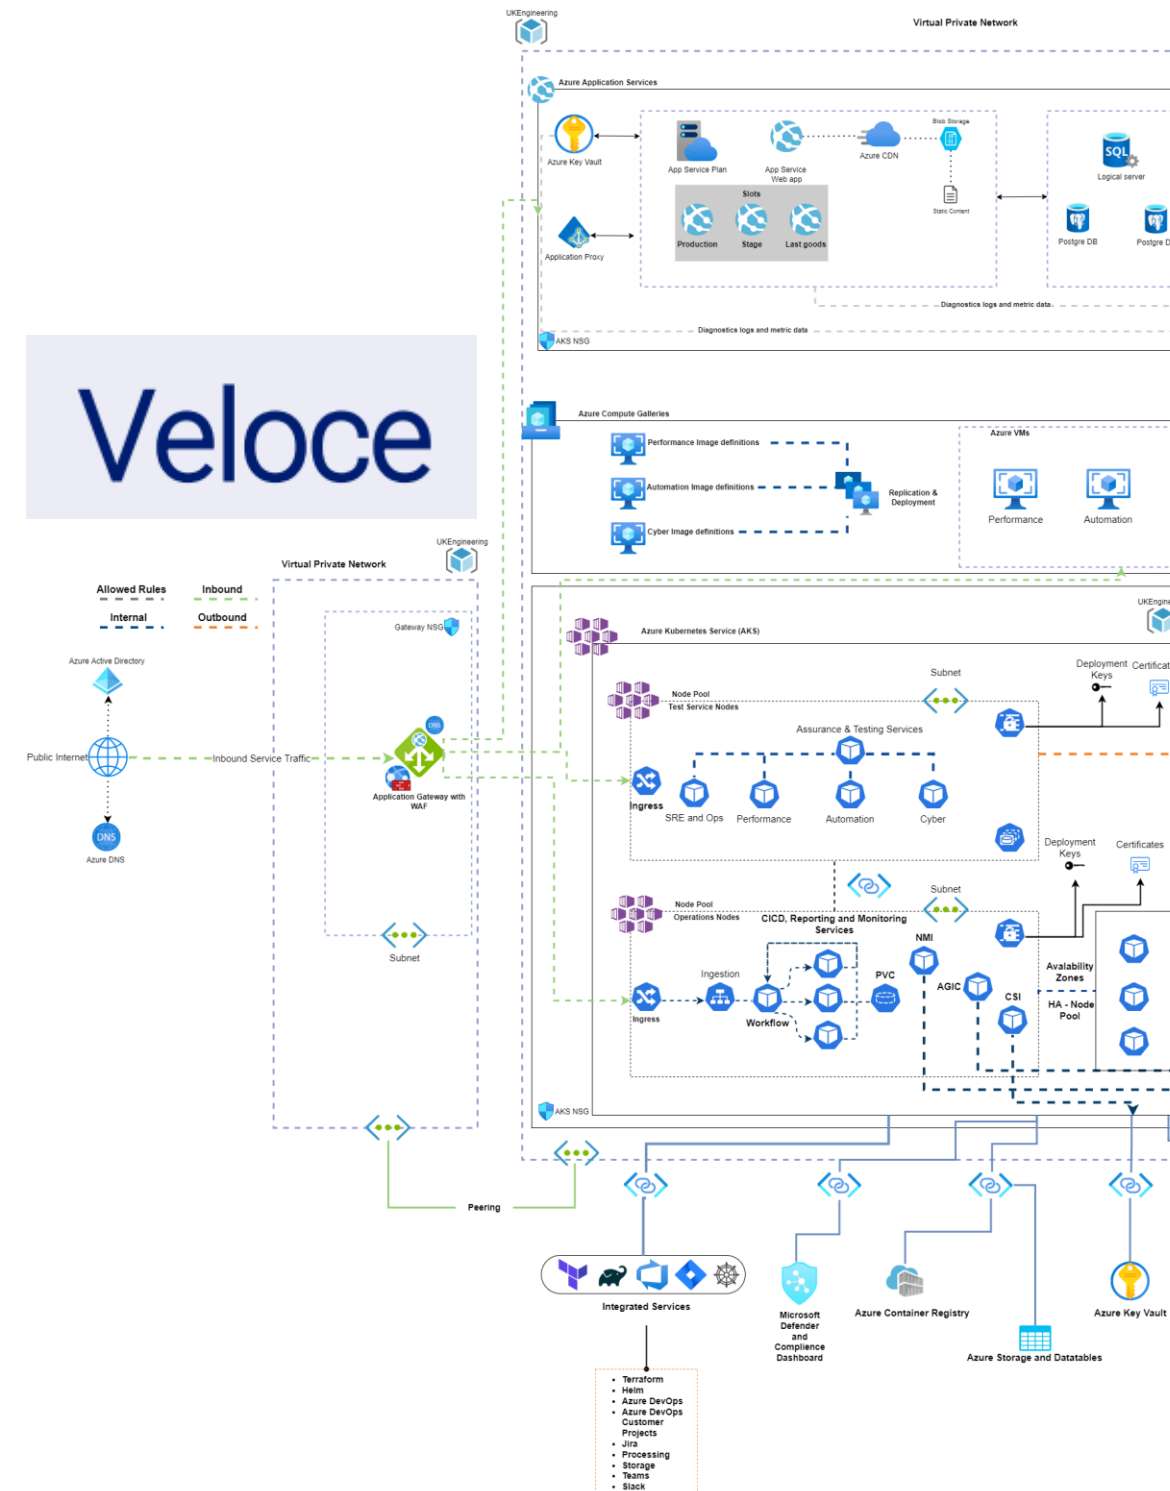 UKEngineering
Virtual Private Network
Azure Application Services
Azure Key Vault
App Service Plan
App Service
Web app
Azure CDN
Blob Storage
Static Content
SQL
Logical server
Slots
Production
Stage
Last goods
Application Proxy
Postgre DB
Postgre D
Diagnostics logs and metric data
Diagnostics logs and metric data
AKS NSG
Veloce
Azure Compute Galleries
Performance Image definitions
Automation Image definitions
Cyber Image definitions
Replication &
Deployment
Azure VMs
Performance
Automation
UKEngineering
Virtual Private Network
Allowed Rules
Inbound
Internal
Outbound
Gateway NSG
Azure Active Directory
Public Internet
Inbound Service Traffic
DNS
Application Gateway with
WAF
DNS
Azure DNS
Subnet
Peering
UKEngine
Azure Kubernetes Service (AKS)
Node Pool
Test Service Nodes
Subnet
Deployment
Keys
Certificat
Assurance & Testing Services
Ingress
SRE and Ops
Performance
Automation
Cyber
Deployment
Keys
Certificates
Node Pool
Operations Nodes
Subnet
CICD, Reporting and Monitoring
Services
NMI
Ingestion
PVC
AGIC
CSI
Avalability
Zones
HA - Node
Pool
Ingress
Workflow
AKS NSG
Integrated Services
Microsoft
Defender
and
Complience
Dashboard
Azure Container Registry
Azure Storage and Datatables
Azure Key Vault
• Terraform
• Helm
• Azure DevOps
• Azure DevOps
Customer
Projects
• Jira
• Processing
• Storage
• Teams
• Slack